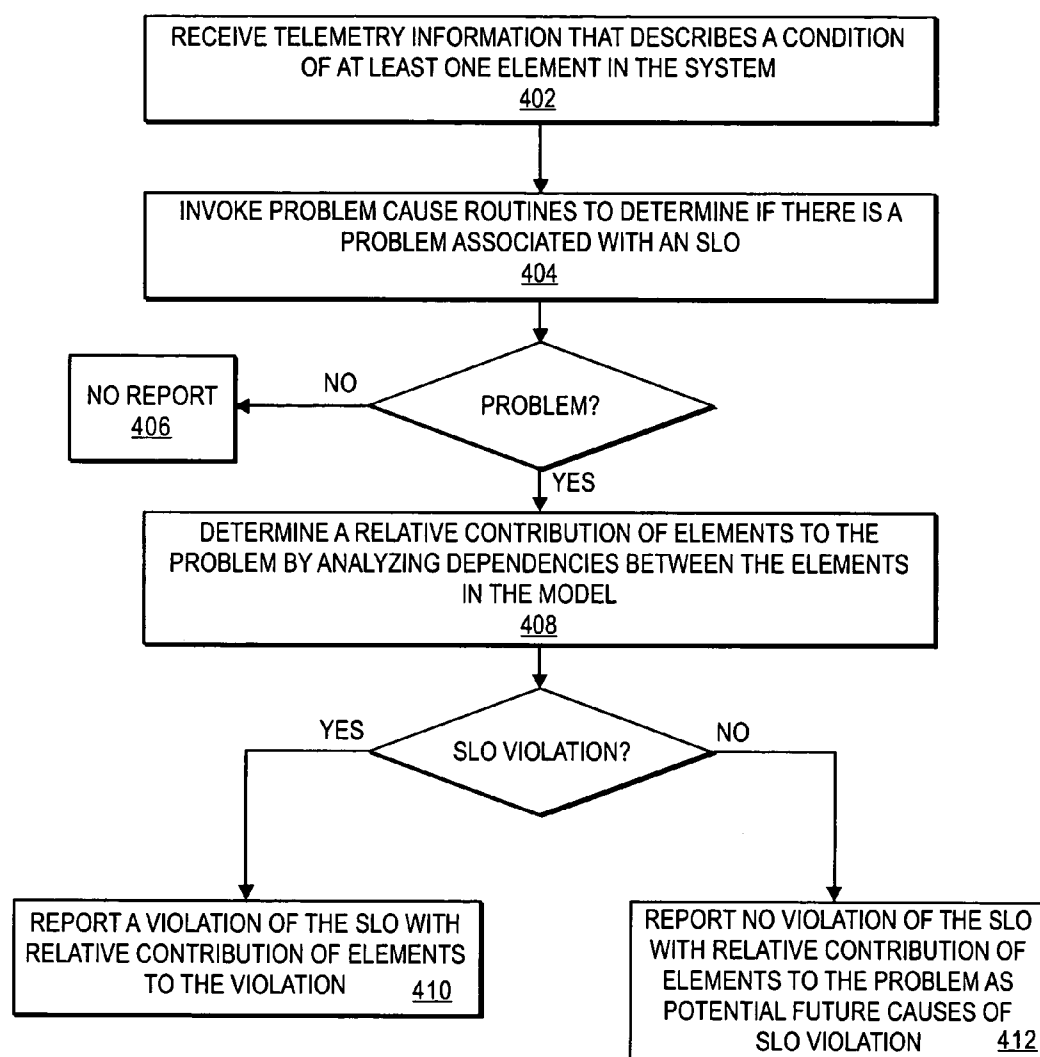 RECEIVE TELEMETRY INFORMATION THAT DESCRIBES A CONDITION
OF AT LEAST ONE ELEMENT IN THE SYSTEM
402
INVOKE PROBLEM CAUSE ROUTINES TO DETERMINE IF THERE IS A
PROBLEM ASSOCIATED WITH AN SLO
404
NO
NO REPORT
406
PROBLEM?
YES
DETERMINE A RELATIVE CONTRIBUTION OF ELEMENTS TO THE
PROBLEM BY ANALYZING DEPENDENCIES BETWEEN THE ELEMENTS
IN THE MODEL
408
YES
SLO VIOLATION?
NO
REPORT A VIOLATION OF THE SLO WITH
RELATIVE CONTRIBUTION OF ELEMENTS
TO THE VIOLATION 410
REPORT NO VIOLATION OF THE SLO
WITH RELATIVE CONTRIBUTION OF
ELEMENTS TO THE PROBLEM AS
POTENTIAL FUTURE CAUSES OF
SLO VIOLATION 412